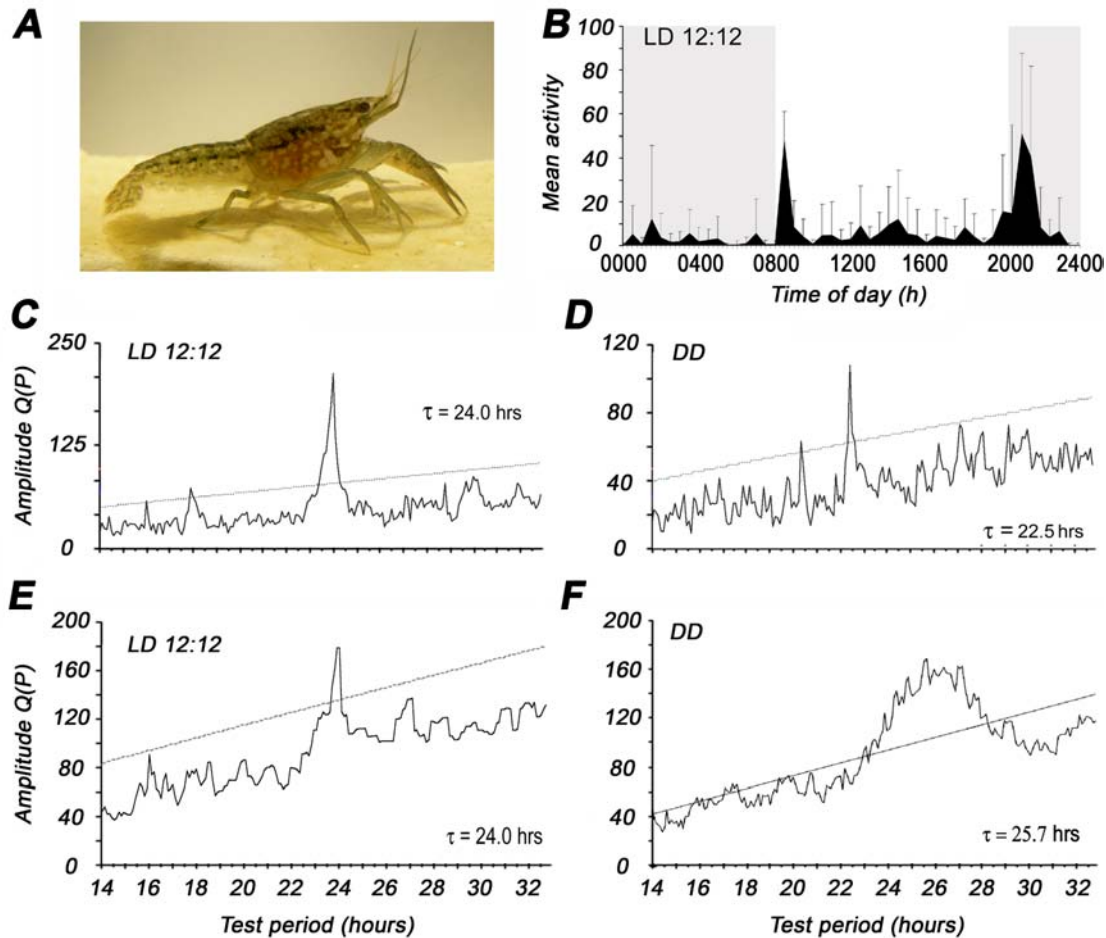 A
B
LD 12:12
100
80
60
40
20
0
Mean activity
0000 0400 0800 1200 1600 2000 2400
Time of day (h)
C
LD 12:12
250
125
0
Amplitude Q(P)
τ = 24.0 hrs
D
DD
120
80
40
0
τ = 22.5 hrs
E
LD 12:12
200
160
120
80
40
0
Amplitude Q(P)
τ = 24.0 hrs
14 16 18 20 22 24 26 28 30 32
Test period (hours)
F
DD
200
160
120
80
40
0
τ = 25.7 hrs
14 16 18 20 22 24 26 28 30 32
Test period (hours)